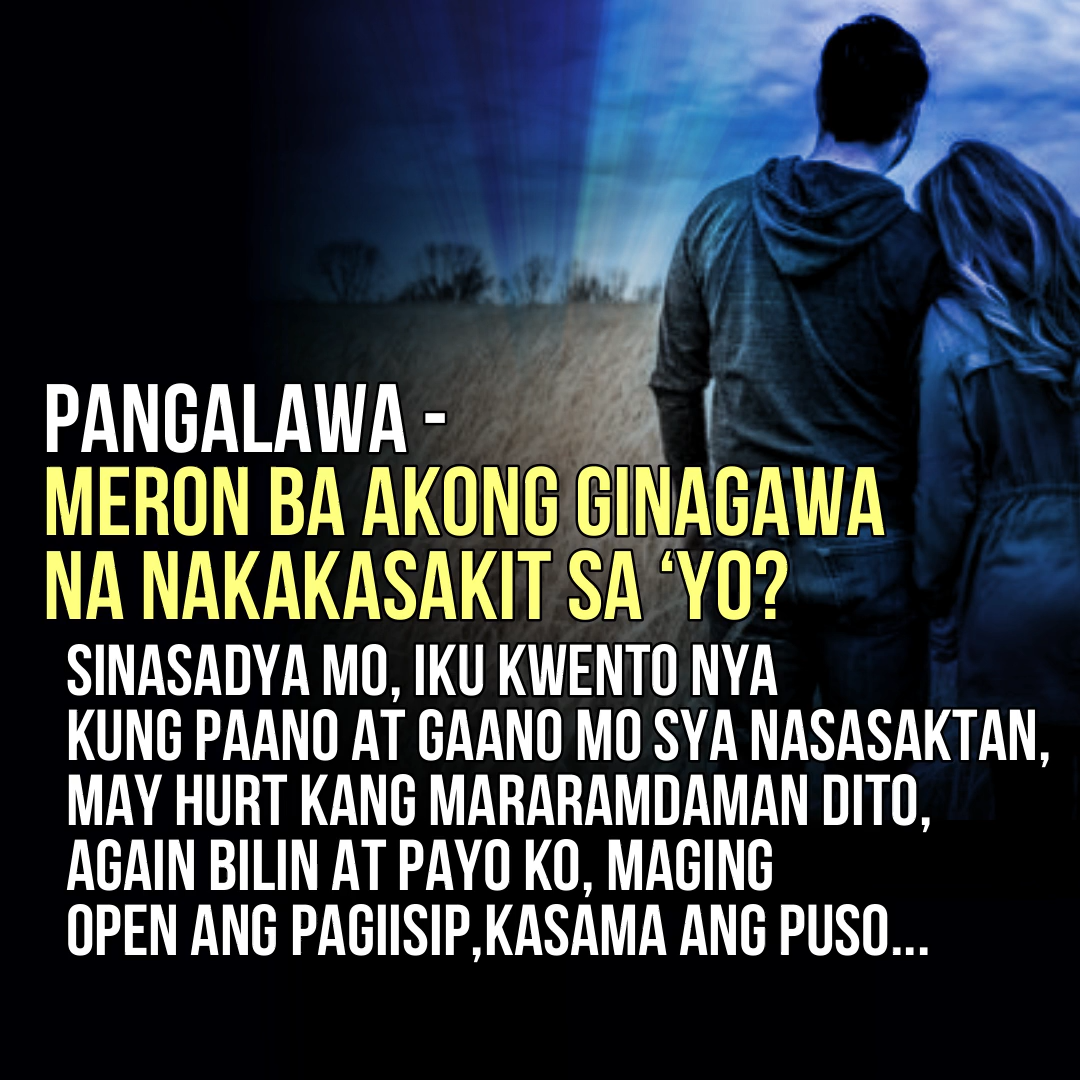 PANGALAWA -
MERON BA AKONG GINAGAWA
NA NAKAKASAKIT SA ‘YO?
SINASADYA MO, IKU KWENTO NYA
KUNG PAANO AT GAANO MO SYA NASASAKTAN,
MAY HURT KANG MARARAMDAMAN DITO,
AGAIN BILIN AT PAYO KO, MAGING
OPEN ANG PAGIISIP,KASAMA ANG PUSO...